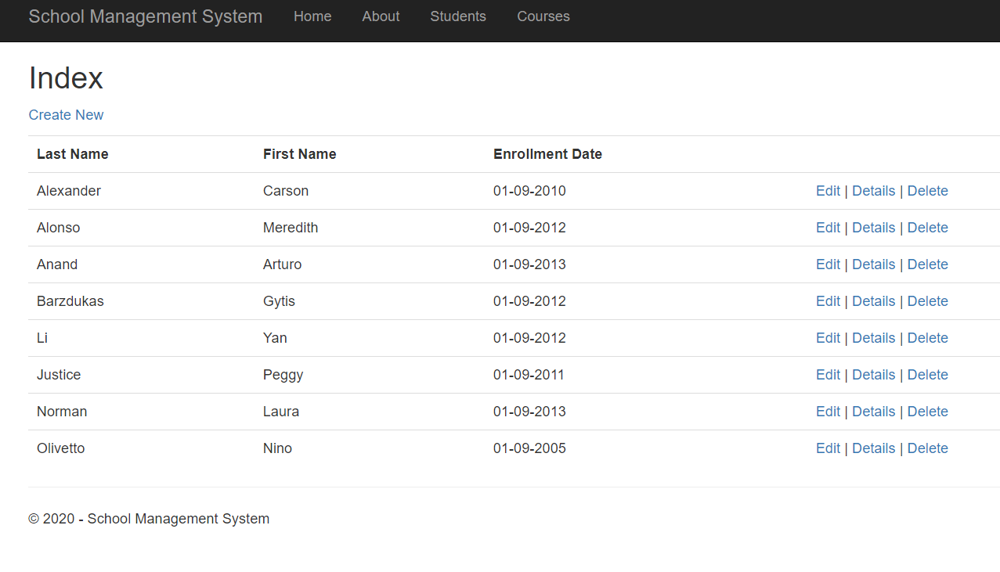 School Management System Home About Students Courses
Index
Create New
Last Name First Name Enrollment Date
Alexander Carson 01-09-2010 Edit | Details | Delete
Alonso Meredith 01-09-2012 Edit | Details | Delete
Anand Arturo 01-09-2013 Edit | Details | Delete
Barzdukas Gytis 01-09-2012 Edit | Details | Delete
Li Yan 01-09-2012 Edit | Details | Delete
Justice Peggy 01-09-2011 Edit | Details | Delete
Norman Laura 01-09-2013 Edit | Details | Delete
Olivetto Nino 01-09-2005 Edit | Details | Delete
© 2020 - School Management System